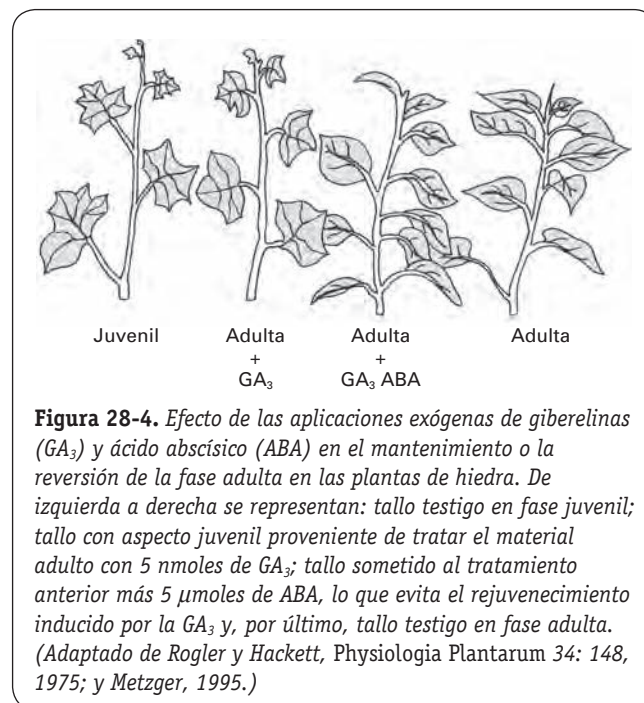 Juvenil Adulta Adulta Adulta
+ +
GA₃ GA₃ ABA
Figura 28-4. Efecto de las aplicaciones exógenas de giberelinas
(GA₃) y ácido abscísico (ABA) en el mantenimiento o la
reversión de la fase adulta en las plantas de hiedra. De
izquierda a derecha se representan: tallo testigo en fase juvenil;
tallo con aspecto juvenil proveniente de tratar el material
adulto con 5 nmoles de GA₃; tallo sometido al tratamiento
anterior más 5 μmoles de ABA, lo que evita el rejuvenecimiento
inducido por la GA₃ y, por último, tallo testigo en fase adulta.
(Adaptado de Rogler y Hackett, Physiologia Plantarum 34: 148,
1975; y Metzger, 1995.)